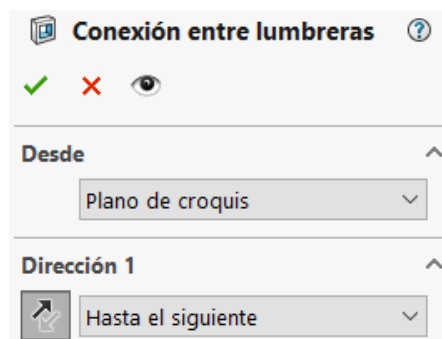 Conexión entre lumbreras
Desde
Plano de croquis
Dirección 1
Hasta el siguiente